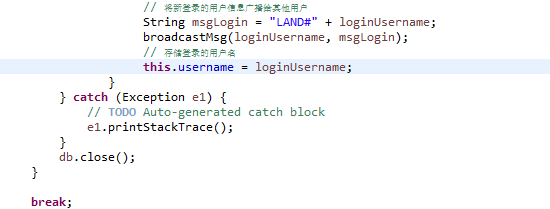 // 将新登录的用户信息广播给其他用户
String msgLogin = "LAND#" + loginUsername;
broadcastMsg(loginUsername, msgLogin);
// 存储登录的用户名
this.username = loginUsername;
}
} catch (Exception e1) {
// TODO Auto-generated catch block
e1.printStackTrace();
}
db.close();
}
break;